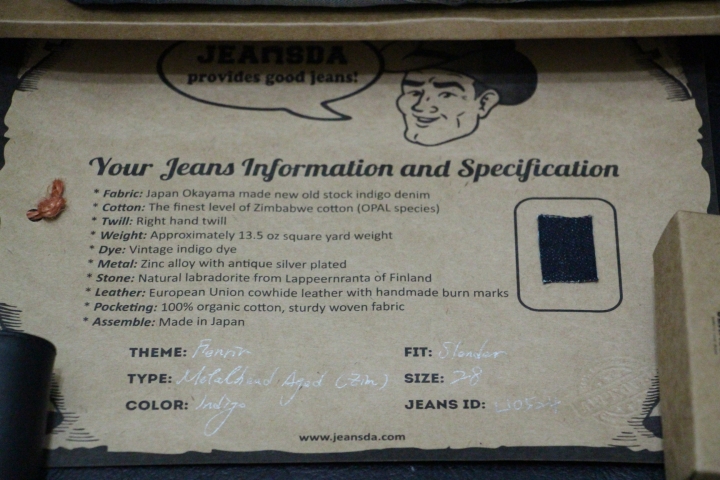 JEANSDA
provides good jeans!
Your Jeans Information and Specification
* Fabric: Japan Okayama made new old stock indigo denim
* Cotton: The finest level of Zimbabwe cotton (OPAL species)
* Twill: Right hand twill
* Weight: Approximately 13.5 oz square yard weight
* Dye: Vintage indigo dye
* Metal: Zinc alloy with antique silver plated
* Stone: Natural labradorite from Lappeernranta of Finland
* Leather: European Union cowhide leather with handmade burn marks
* Pocketing: 100% organic cotton, sturdy woven fabric
* Assemble: Made in Japan
THEME:
FIT: Slender
TYPE: Metalhead Aged
SIZE: 28
COLOR: Indigo
JEANS ID:
www.jeansda.com